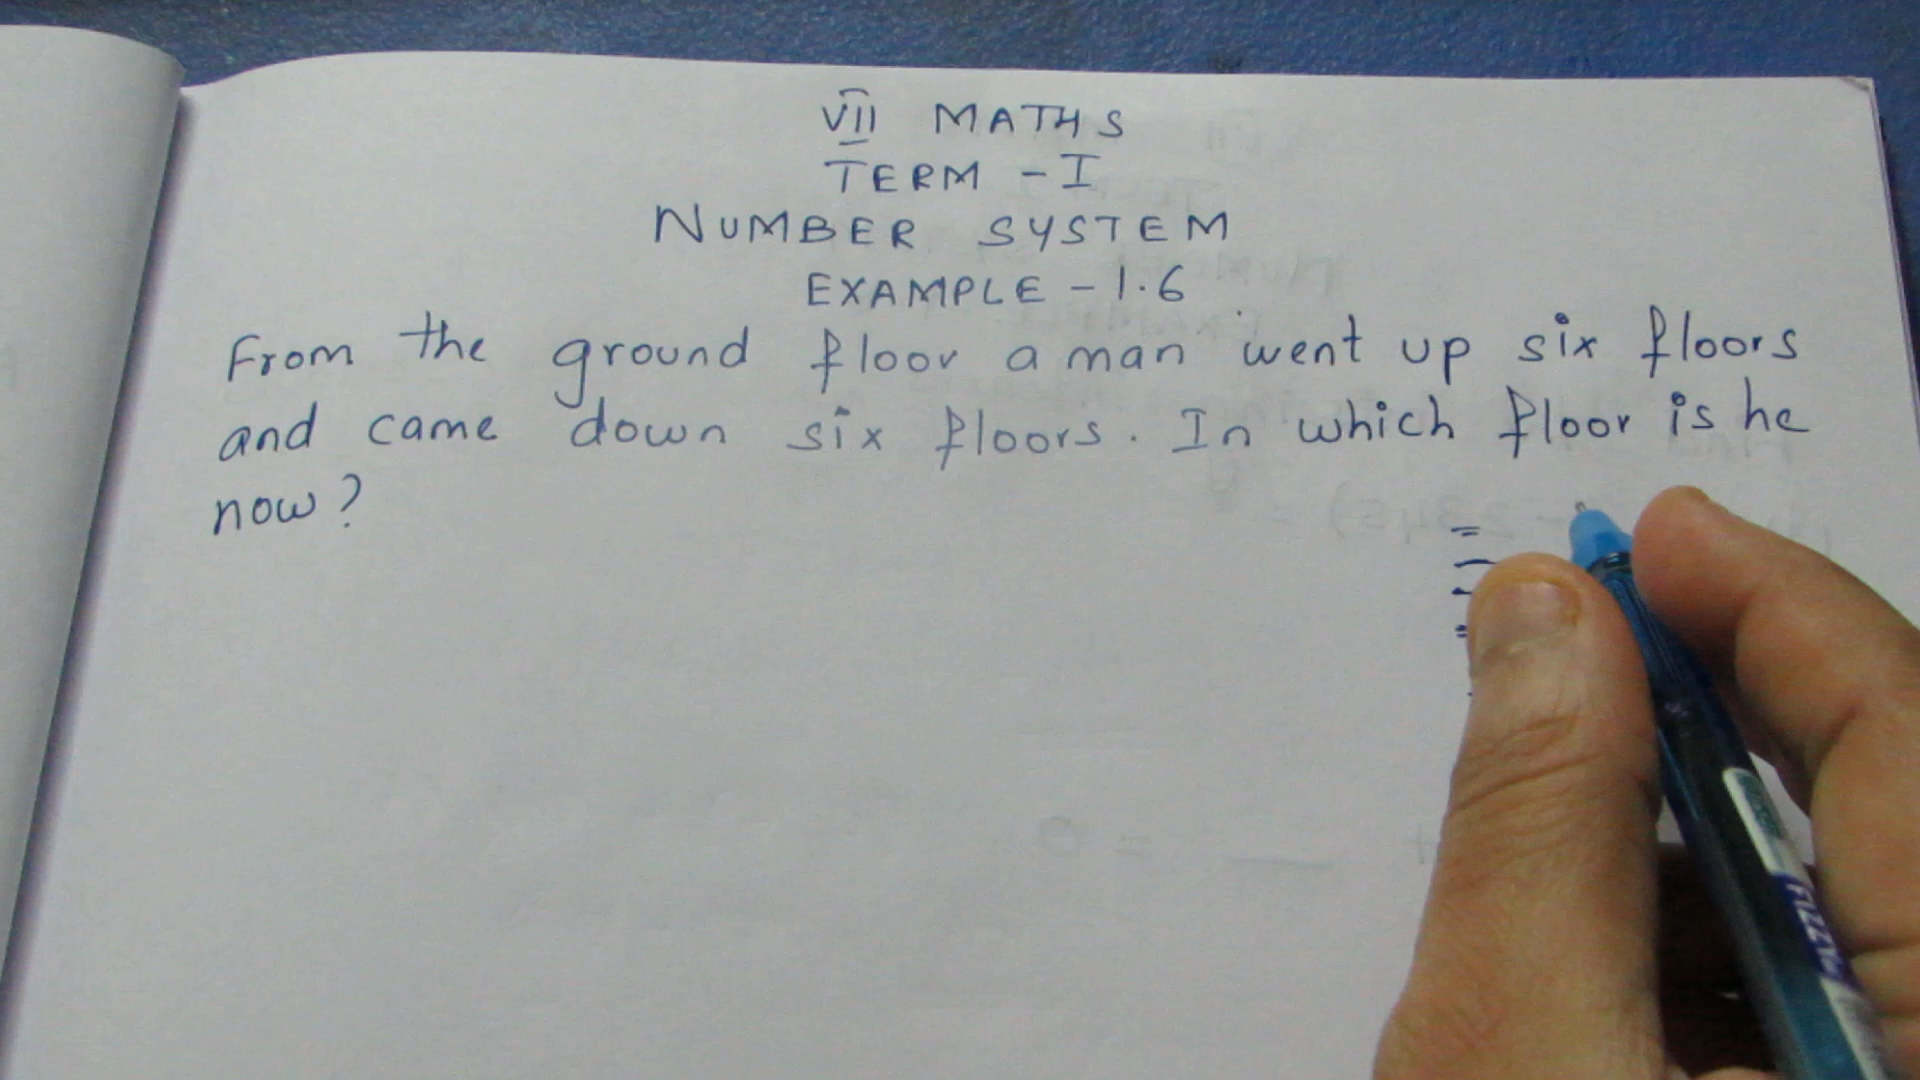 VII MATHS
TERM - I
NUMBER SYSTEM
EXAMPLE - 1.6
From the ground floor a man went up six floors
and came down six floors. In which floor is he
now?